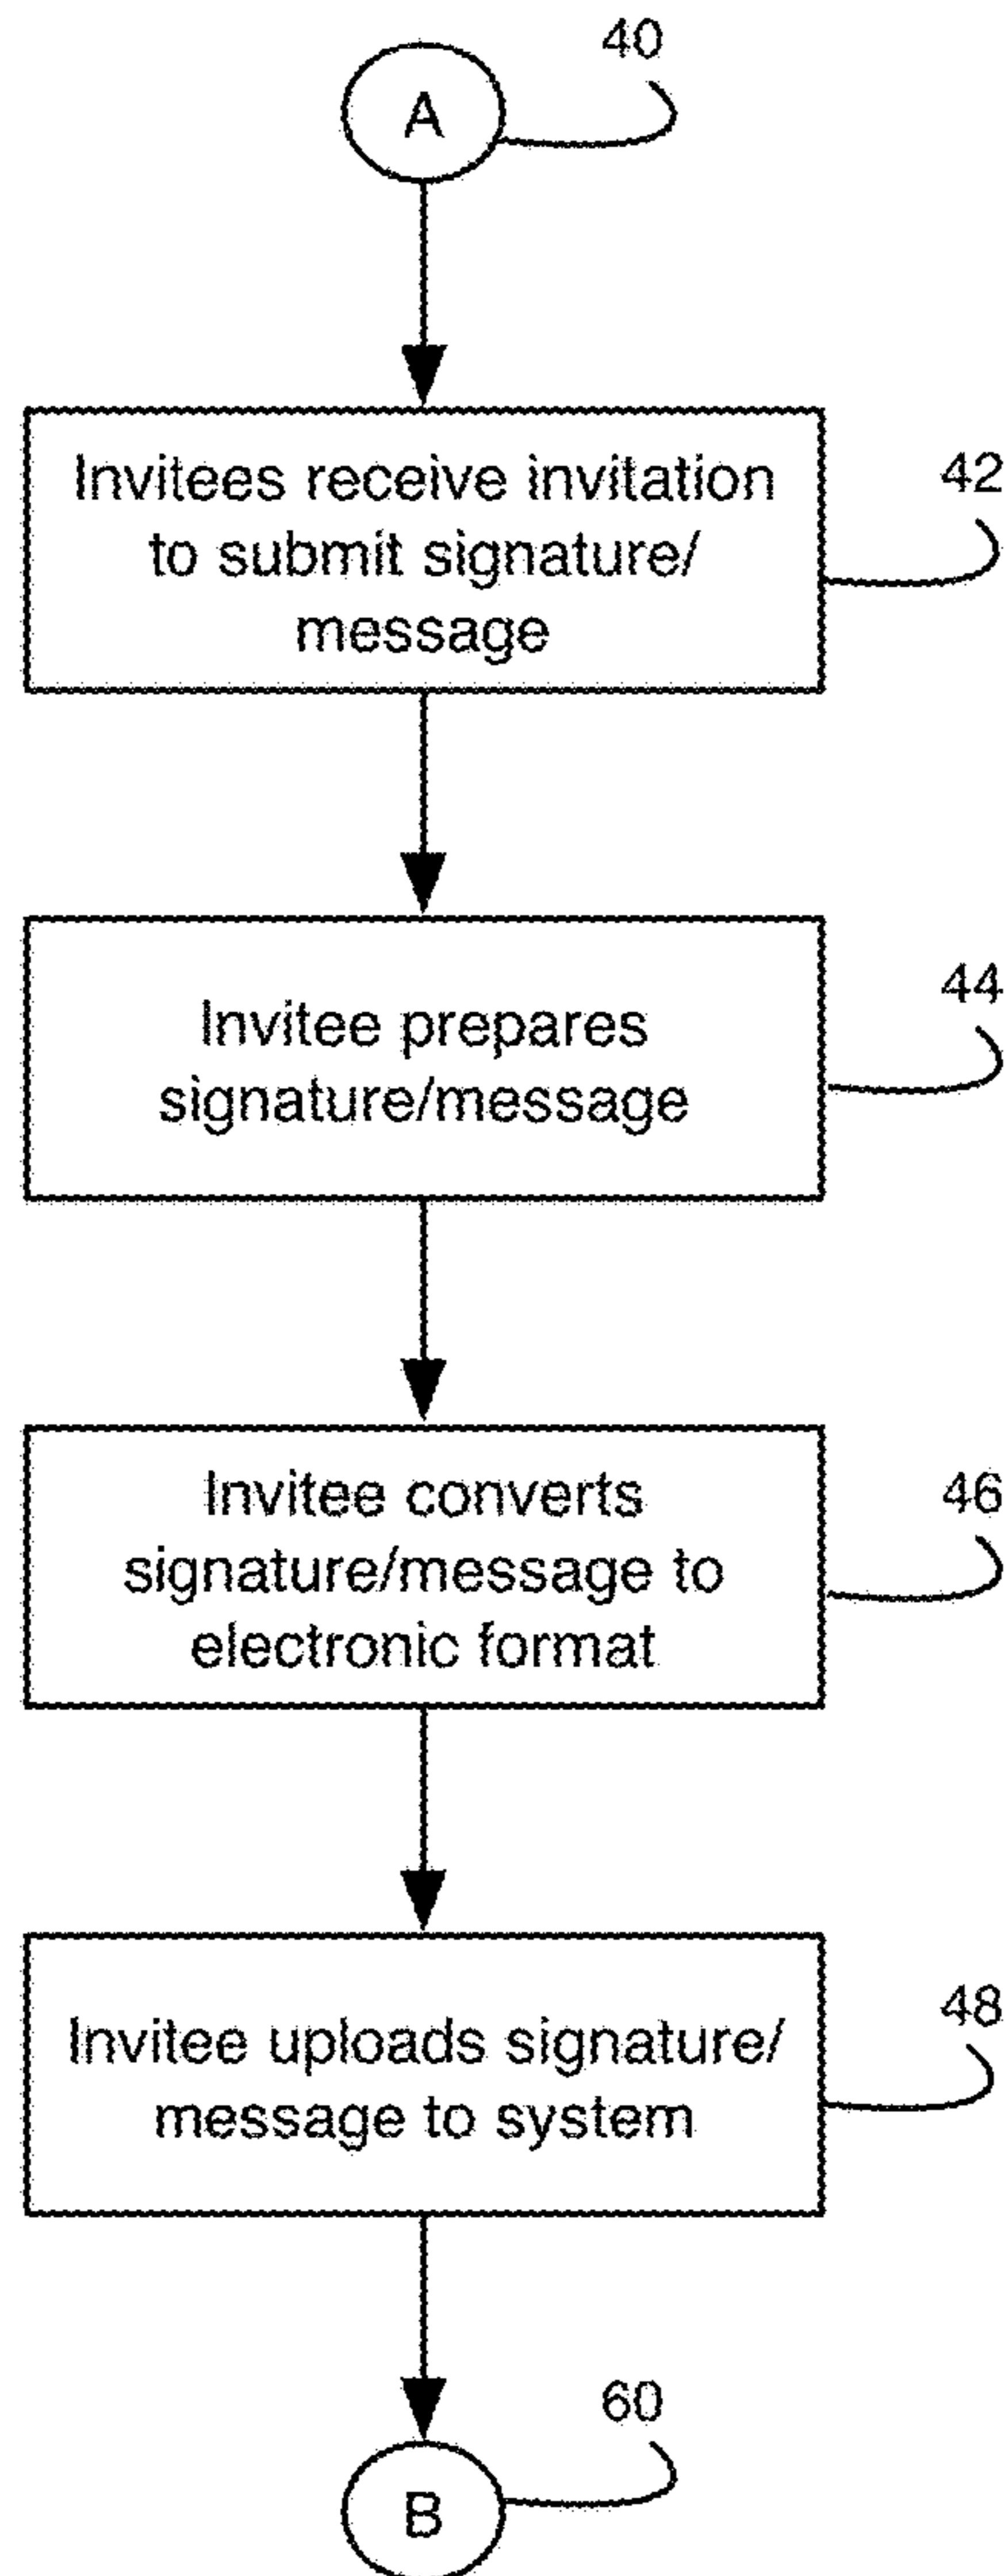 40
A
Invitees receive invitation
to submit signature/
message
42
Invitee prepares
signature/message
44
Invitee converts
signature/message to
electronic format
46
Invitee uploads signature/
message to system
48
60
B